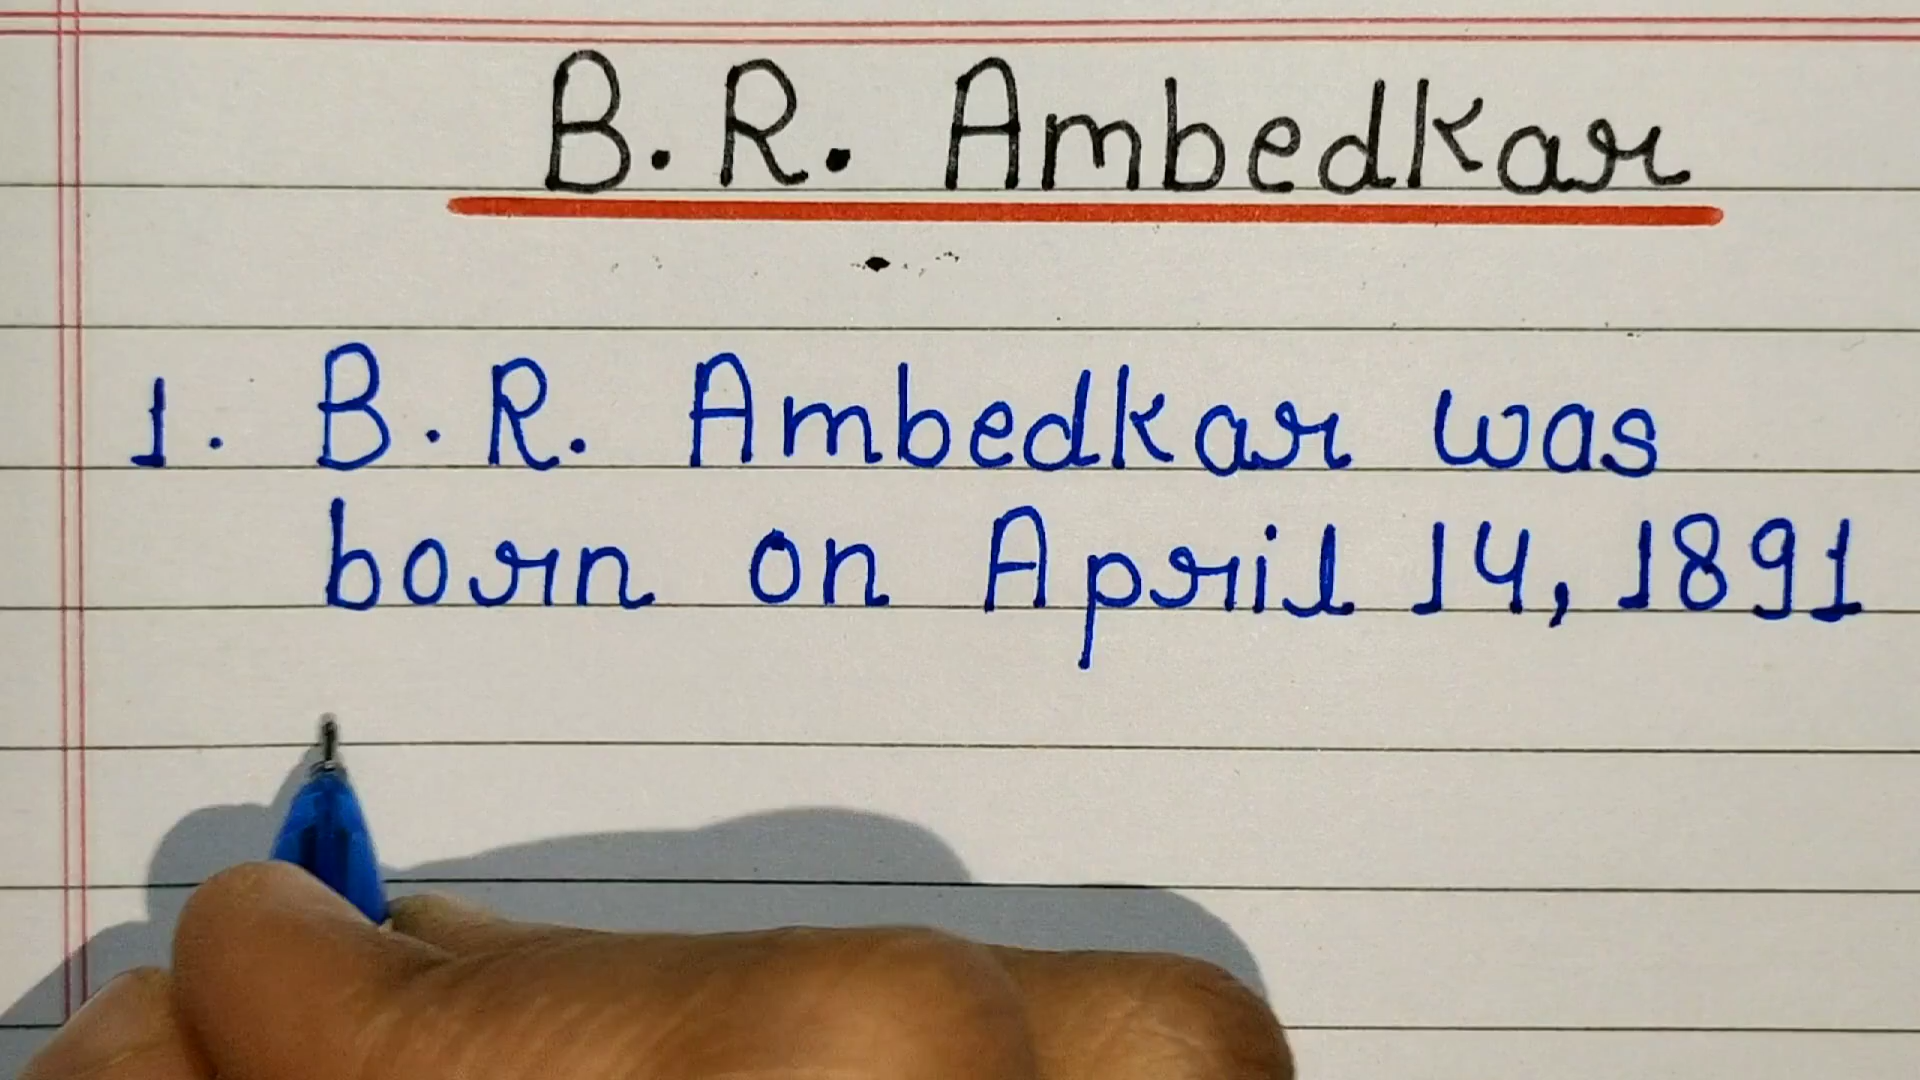 B.R. Ambedkar
1. B.R. Ambedkar was
born on April 14, 1891